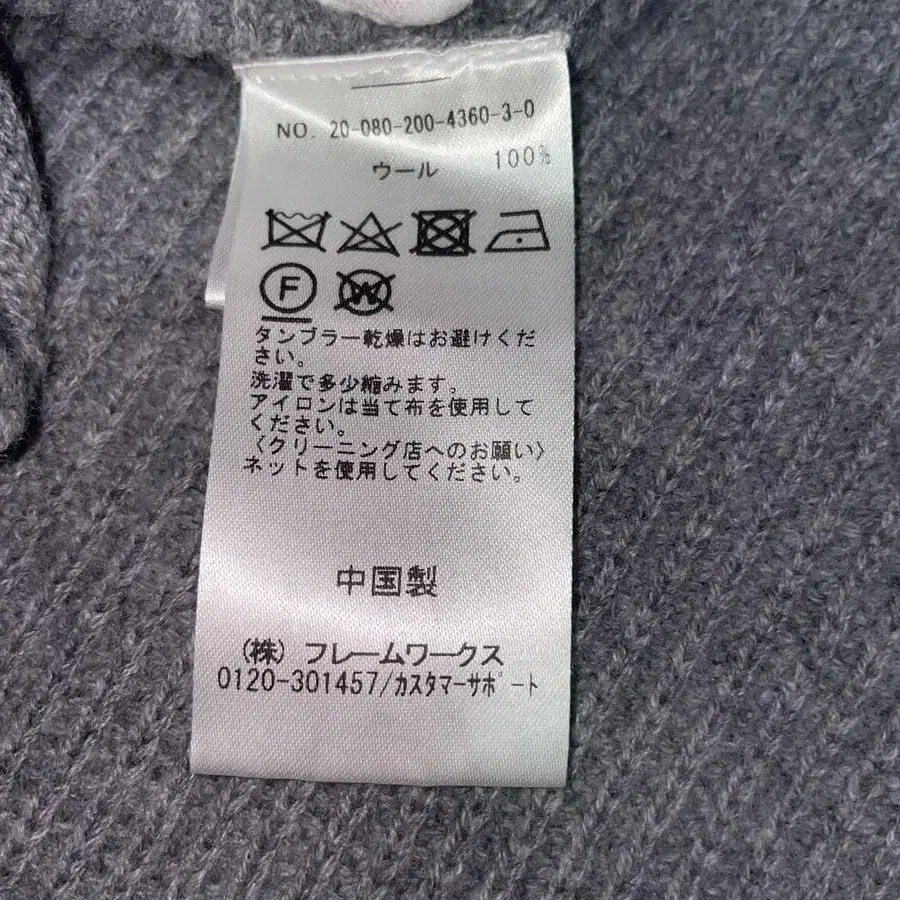 NO. 20-080-200-4360-3-0
ウール 100%
F
W
タンブラー乾燥はお避けくだ
さい。
洗濯で多少縮みます。
アイロンは当て布を使用して
ください。
〈クリーニング店へのお願い〉
ネットを使用してください。
中国製
(株) フレームワークス
0120-301457/カスタマーサポート